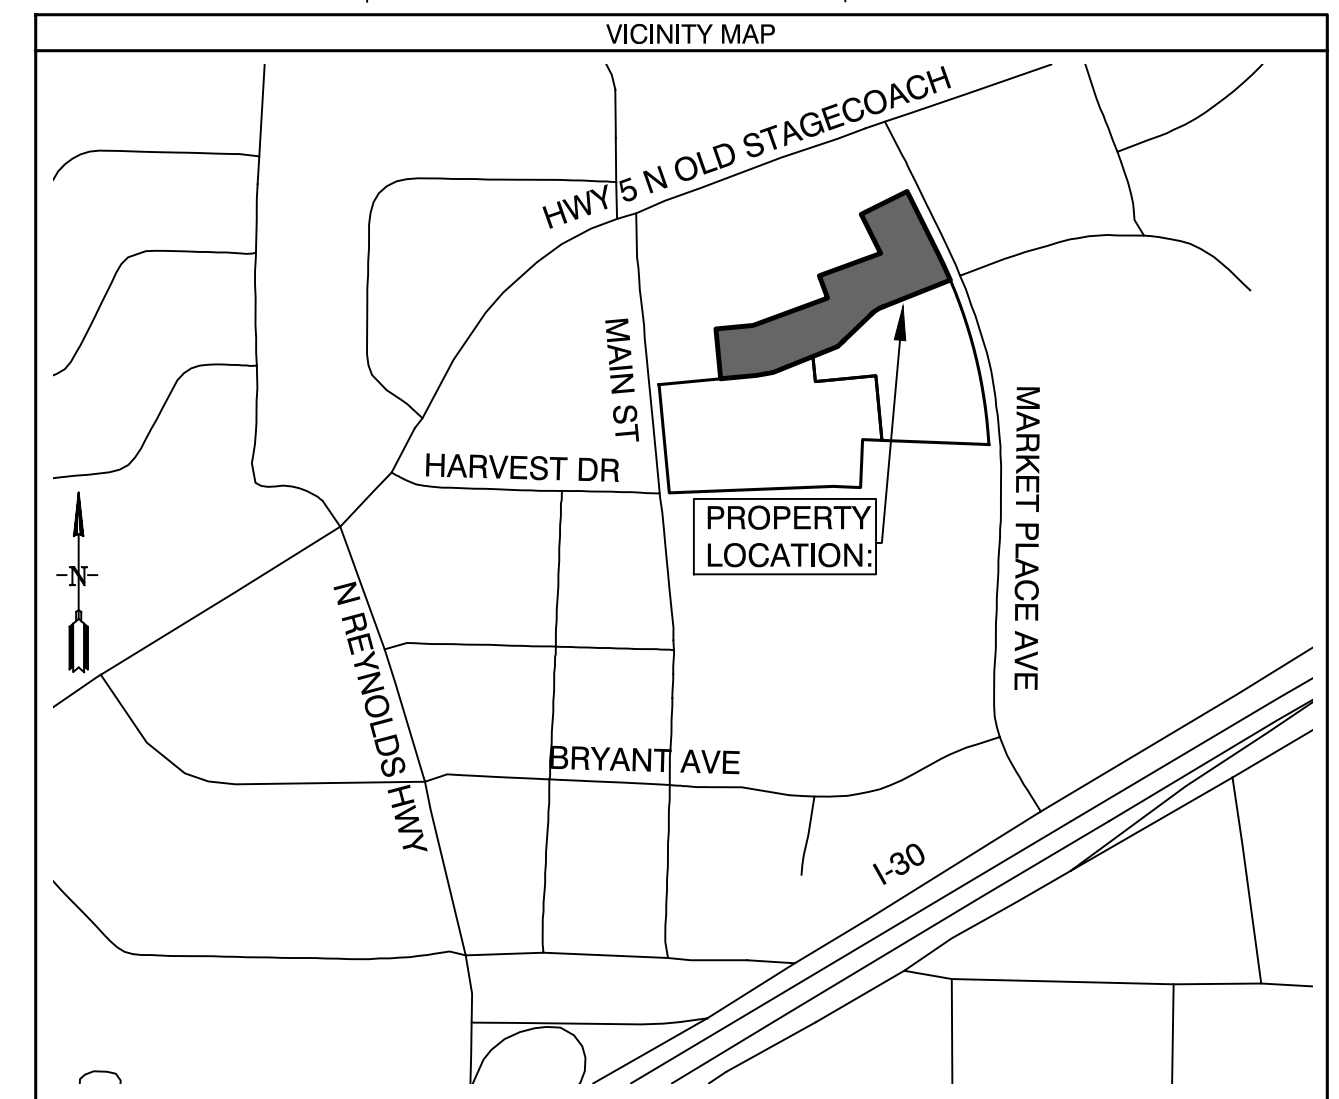 VICINITY MAP
HWY 5 N OLD STAGECOACH
MAIN ST
HARVEST DR
PROPERTY
LOCATION:
MARKET PLACE AVE
-N-
N REYNOLDS HWY
BRYANT AVE
I-30